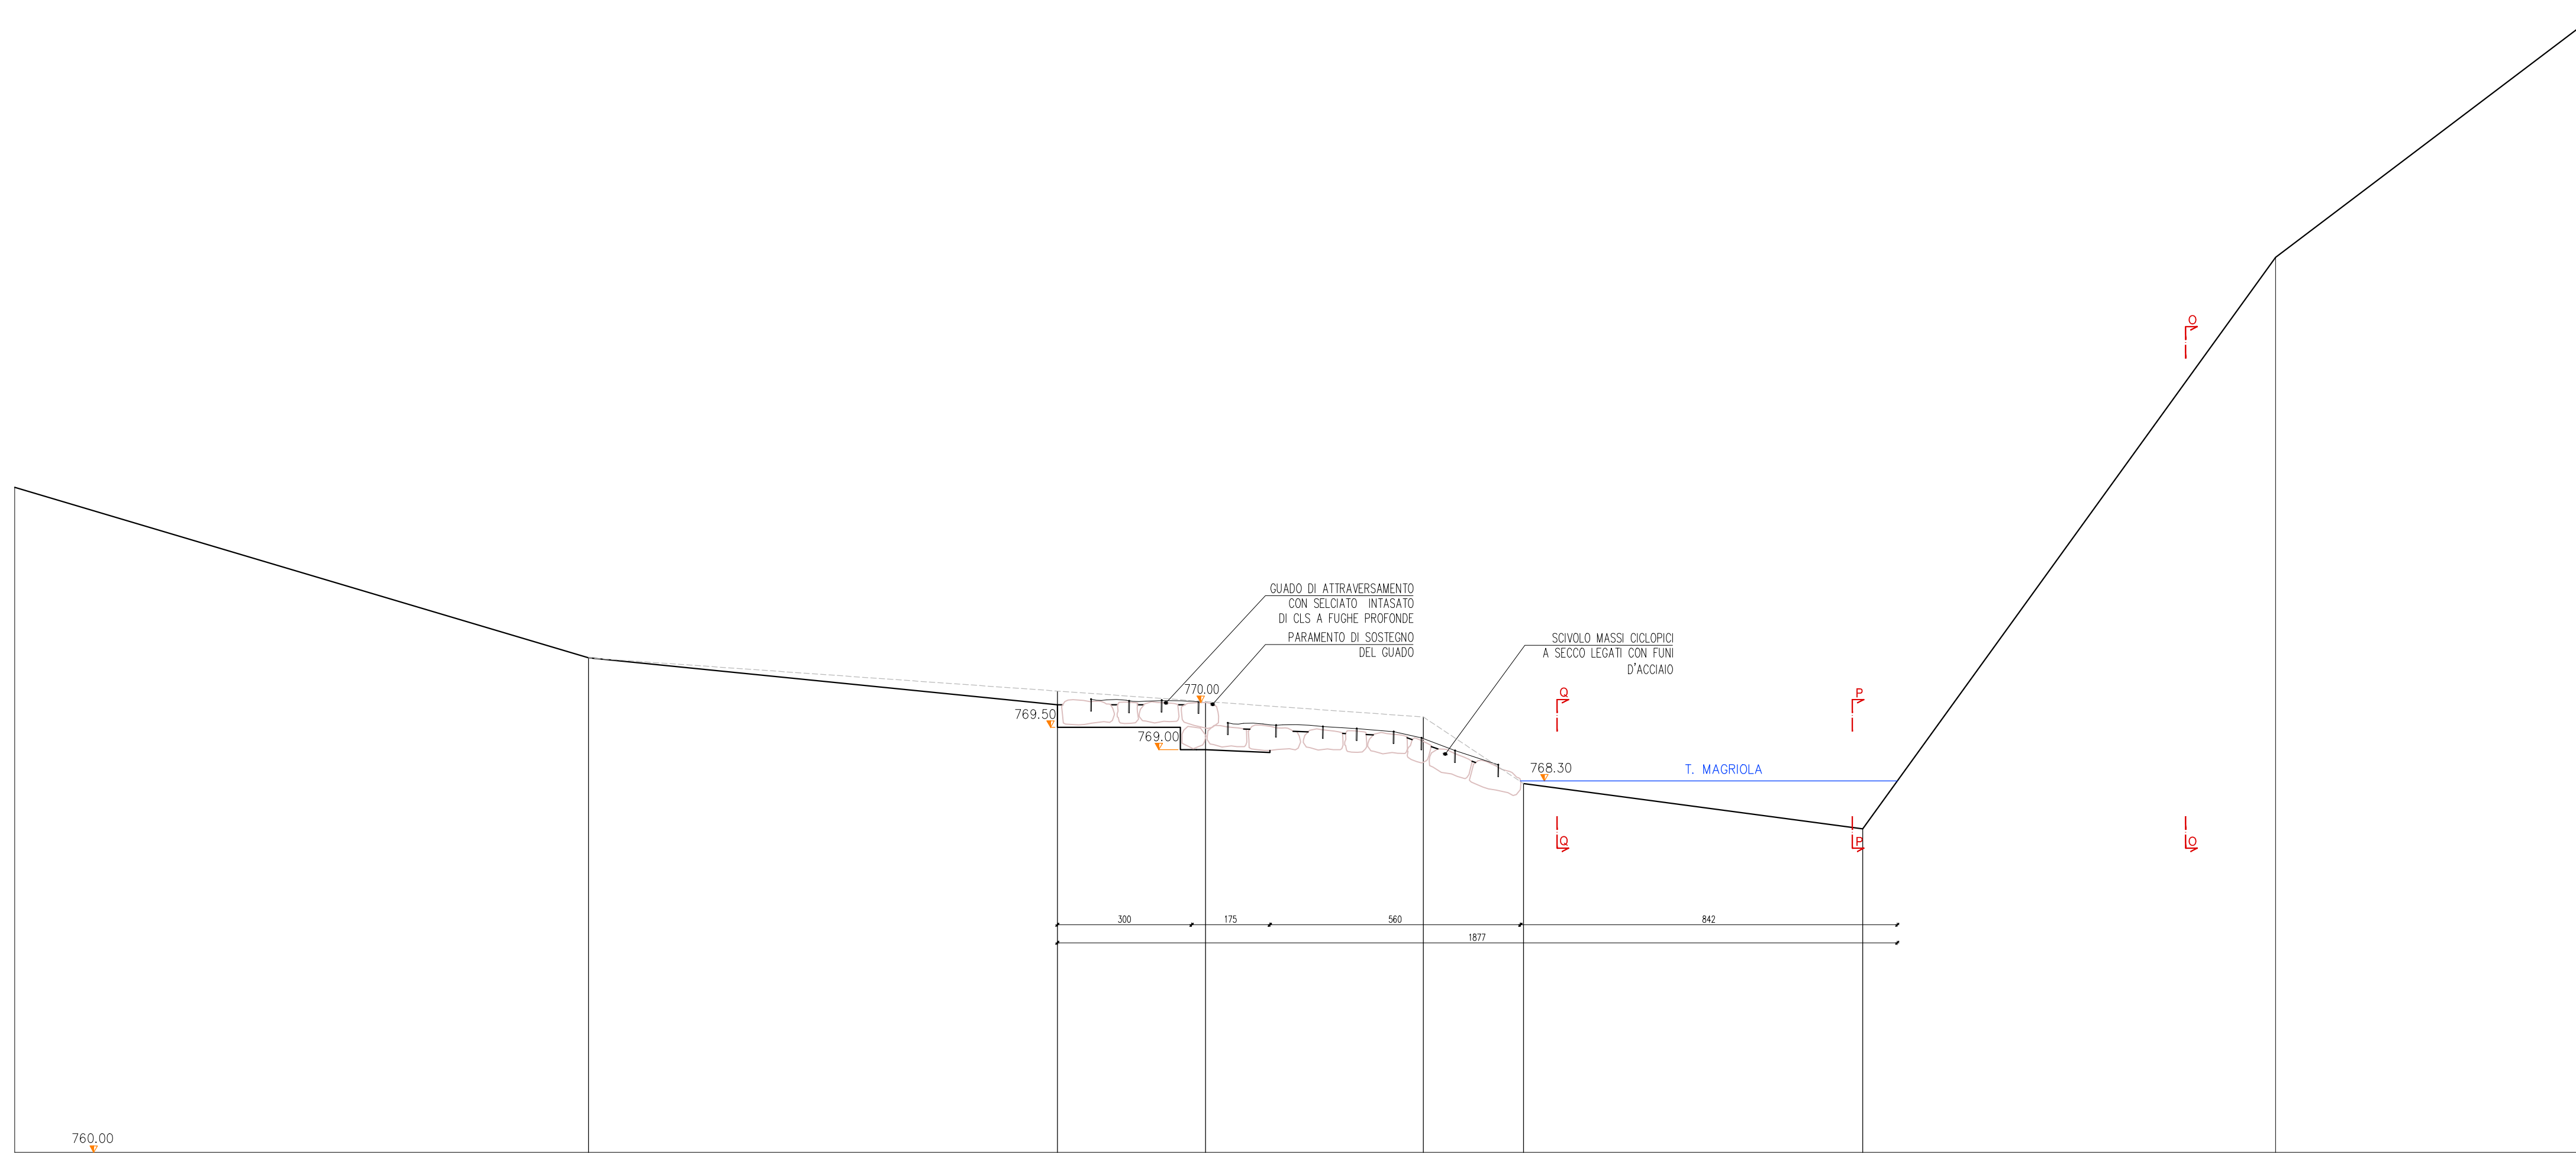 O
GUADO DI ATTRAVERSAMENTO
CON SELCIATO INTASATO
DI CLS A FUGHE PROFONDE
PARAMENTO DI SOSTEGNO
DEL GUADO
SCIVOLO MASSI CICLOPICI
A SECCO LEGATI CON FUNI
D'ACCIAIO
770.00
769.50
769.00
768.30
T. MAGRIOLA
Q
P
Q
P
O
300
175
560
842
1877
760.00